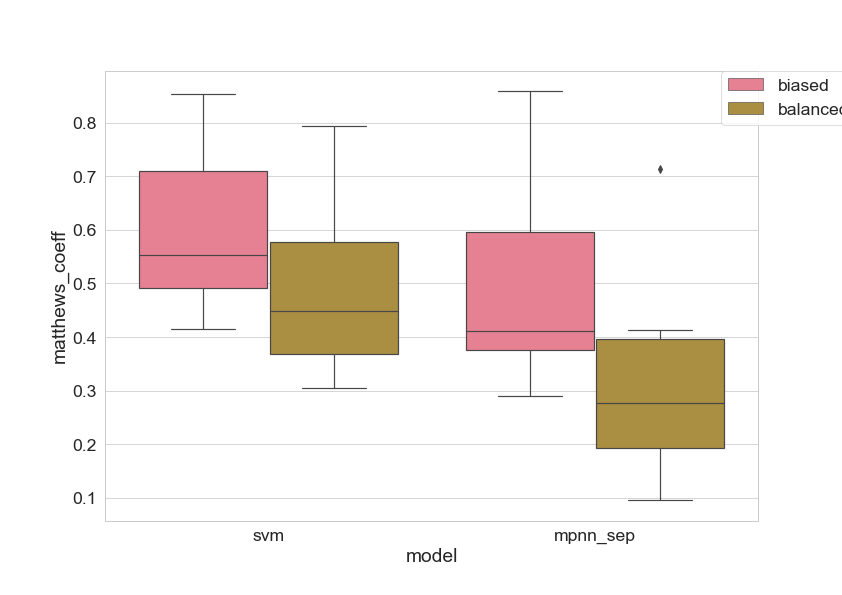 biased
balanced
0.8
0.7
0.6
0.5
0.4
0.3
0.2
0.1
matthews_coeff
svm
mpnn_sep
model